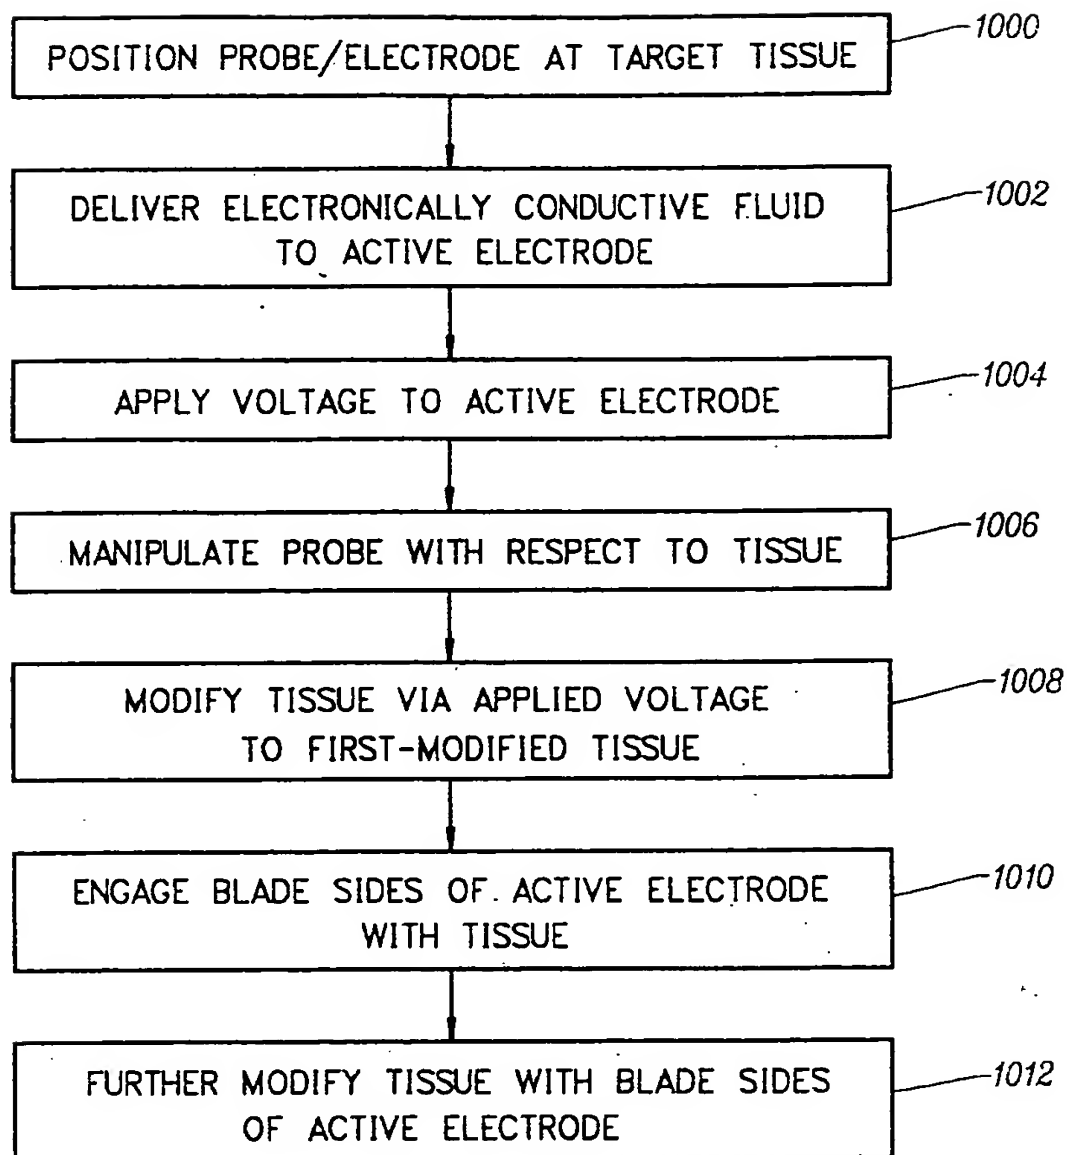 POSITION PROBE/ELECTRODE AT TARGET TISSUE
1000
DELIVER ELECTRONICALLY CONDUCTIVE FLUID
TO ACTIVE ELECTRODE
1002
APPLY VOLTAGE TO ACTIVE ELECTRODE
1004
MANIPULATE PROBE WITH RESPECT TO TISSUE
1006
MODIFY TISSUE VIA APPLIED VOLTAGE
TO FIRST-MODIFIED TISSUE
1008
ENGAGE BLADE SIDES OF ACTIVE ELECTRODE
WITH TISSUE
1010
FURTHER MODIFY TISSUE WITH BLADE SIDES
OF ACTIVE ELECTRODE
1012